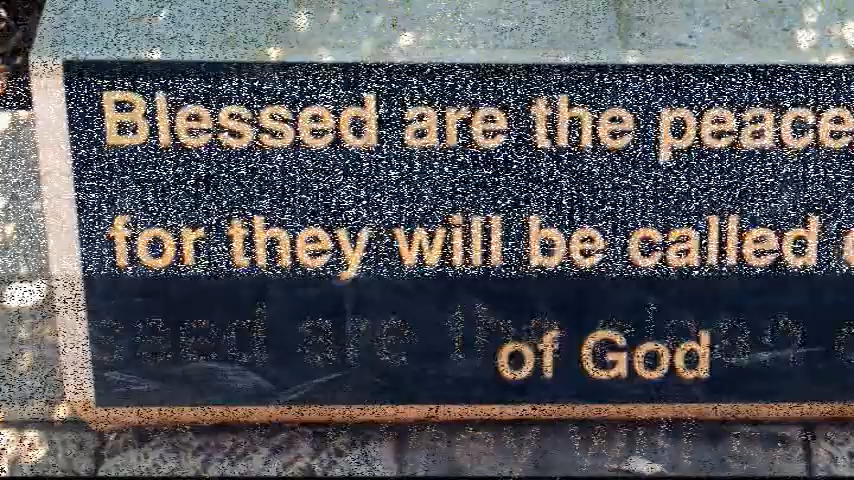 Blessed are the peace
for they will be called
of God